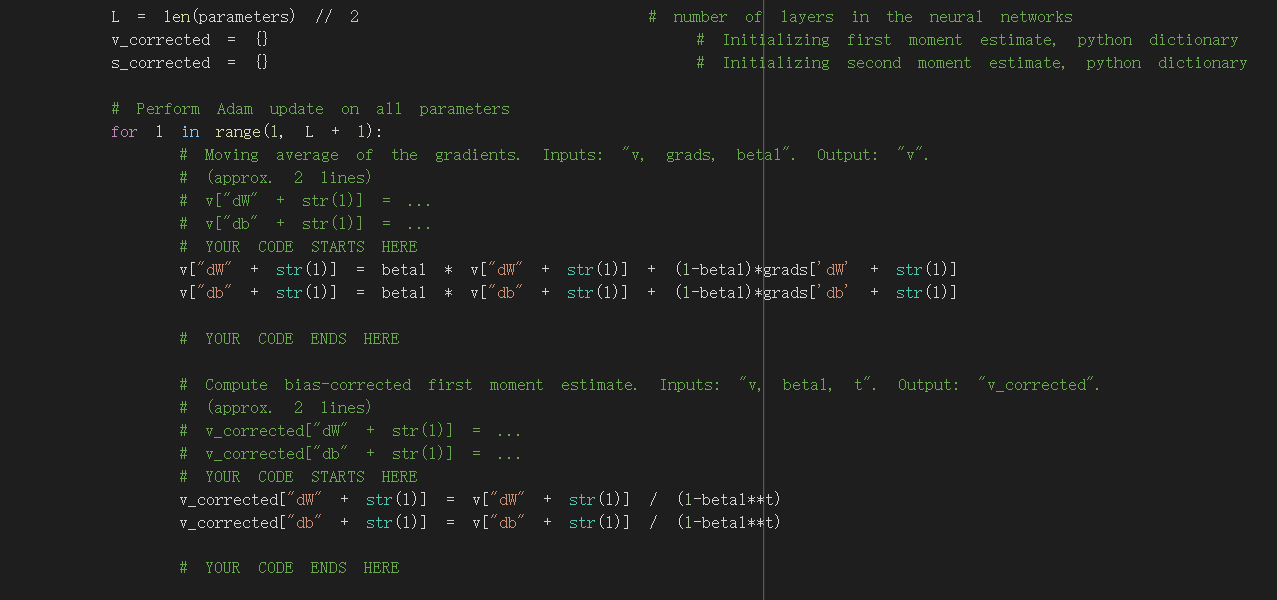 L = len(parameters) // 2 # number of layers in the neural networks
v_corrected = {} # Initializing first moment estimate, python dictionary
s_corrected = {} # Initializing second moment estimate, python dictionary
# Perform Adam update on all parameters
for l in range(1, L + 1):
# Moving average of the gradients. Inputs: "v, grads, beta1". Output: "v".
# (approx. 2 lines)
# v["dW" + str(l)] = ...
# v["db" + str(l)] = ...
# YOUR CODE STARTS HERE
v["dW" + str(l)] = beta1 * v["dW" + str(l)] + (1-beta1)*grads['dW' + str(l)]
v["db" + str(l)] = beta1 * v["db" + str(l)] + (1-beta1)*grads['db' + str(l)]
# YOUR CODE ENDS HERE
# Compute bias-corrected first moment estimate. Inputs: "v, beta1, t". Output: "v_corrected".
# (approx. 2 lines)
# v_corrected["dW" + str(l)] = ...
# v_corrected["db" + str(l)] = ...
# YOUR CODE STARTS HERE
v_corrected["dW" + str(l)] = v["dW" + str(l)] / (1-beta1**t)
v_corrected["db" + str(l)] = v["db" + str(l)] / (1-beta1**t)
# YOUR CODE ENDS HERE